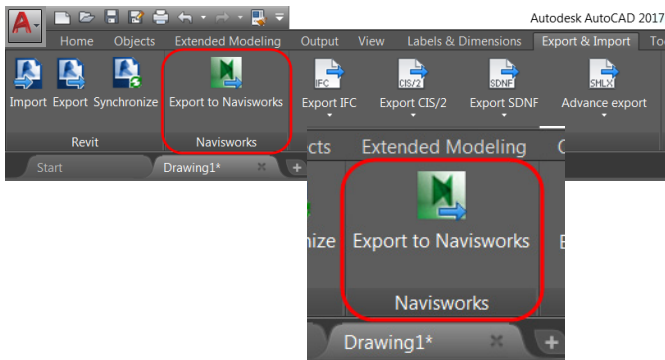 Autodesk AutoCAD 2017
Home Objects Extended Modeling Output View Labels & Dimensions Export & Import To
IFC CIS/2 SDNF SMLX
Import Export Synchronize Export to Navisworks Export IFC Export CIS/2 Export SDNF Advance export
Revit Navisworks
Start Drawing1*
cts Extended Modeling
nize Export to Navisworks E
Navisworks
Drawing1*